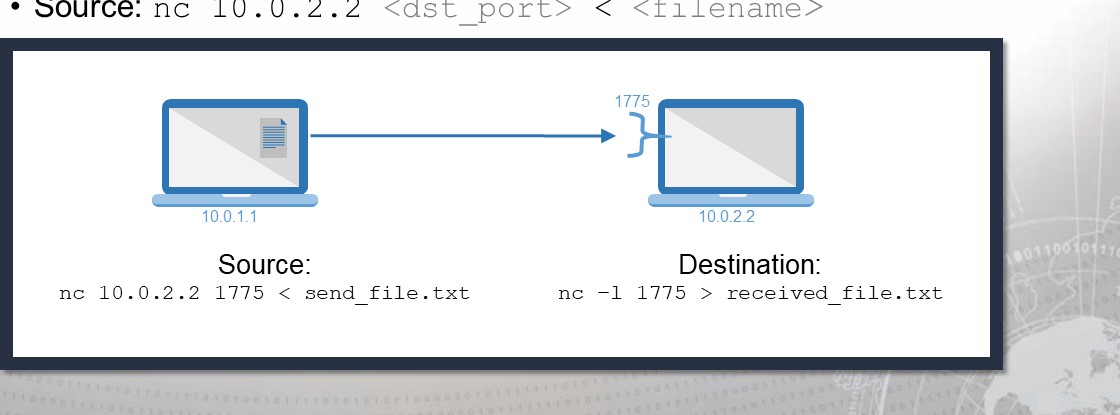 • Source: nc 10.0.2.2 <dst_port> < <filename>
1775
10.0.1.1
10.0.2.2
Source:
nc 10.0.2.2 1775 < send_file.txt
Destination:
nc -l 1775 > received_file.txt